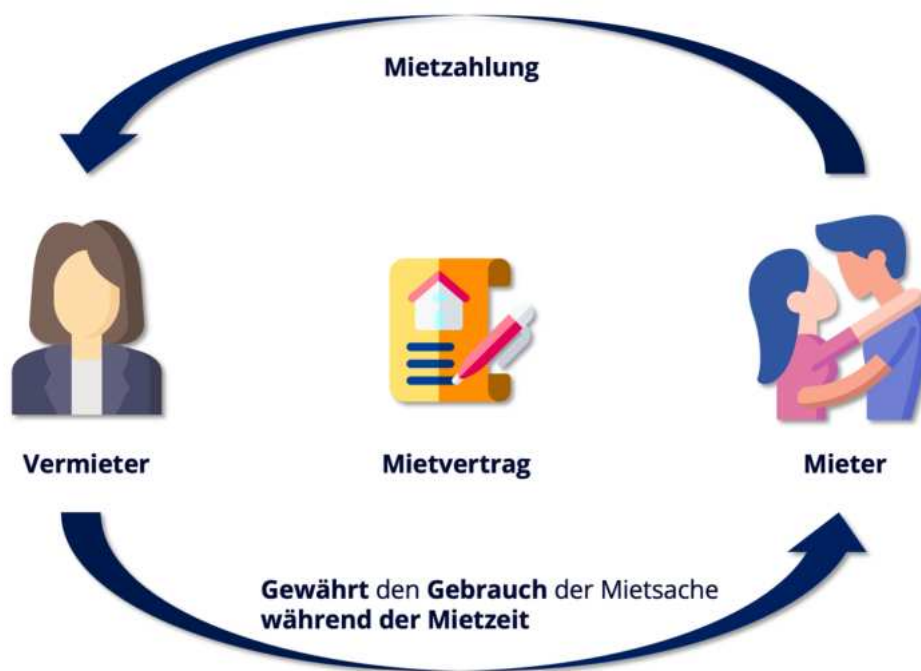 Mietzahlung
Vermieter
Mietvertrag
Mieter
Gewährt den Gebrauch der Mietsache
während der Mietzeit